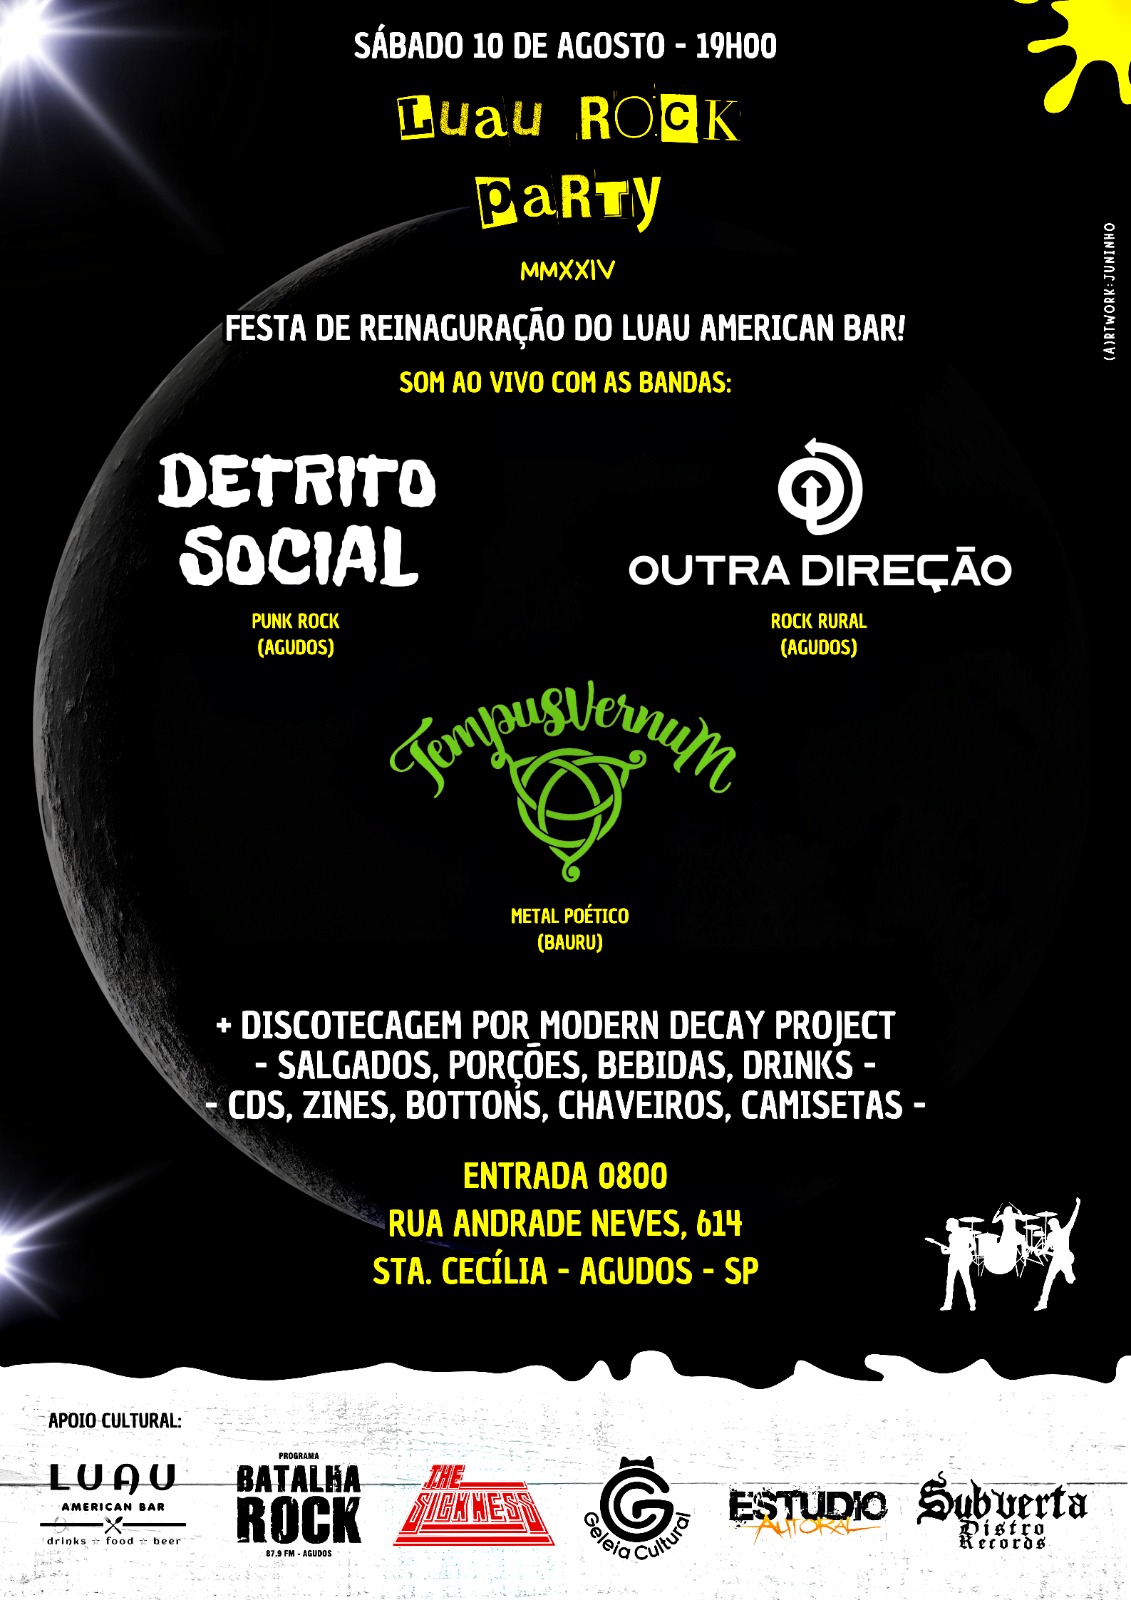 SÁBADO 10 DE AGOSTO - 19H00
Luau ROCK
paRTy
MMXXIV
(A)RTWORK:JUNINHO
FESTA DE REINAGURAÇÃO DO LUAU AMERICAN BAR!
SOM AO VIVO COM AS BANDAS:
DETRITO
SOCIAL
PUNK ROCK
(AGUDOS)
OUTRA DIREÇÃO
ROCK RURAL
(AGUDOS)
TempusVernuM
METAL POÉTICO
(BAURU)
+ DISCOTECAGEM POR MODERN DECAY PROJECT
- SALGADOS, PORÇÕES, BEBIDAS, DRINKS -
- CDS, ZINES, BOTTONS, CHAVEIROS, CAMISETAS -
ENTRADA 0800
RUA ANDRADE NEVES, 614
STA. CECÍLIA - AGUDOS - SP
APOIO CULTURAL:
LUAU
AMERICAN BAR
drinks food beer
PROGRAMA
BATALHA
ROCK
87.9 FM - AGUDOS
THE
SICKNESS
Geleia Cultural
ESTUDIO
AUTORAL
Subverta
Distro
Records